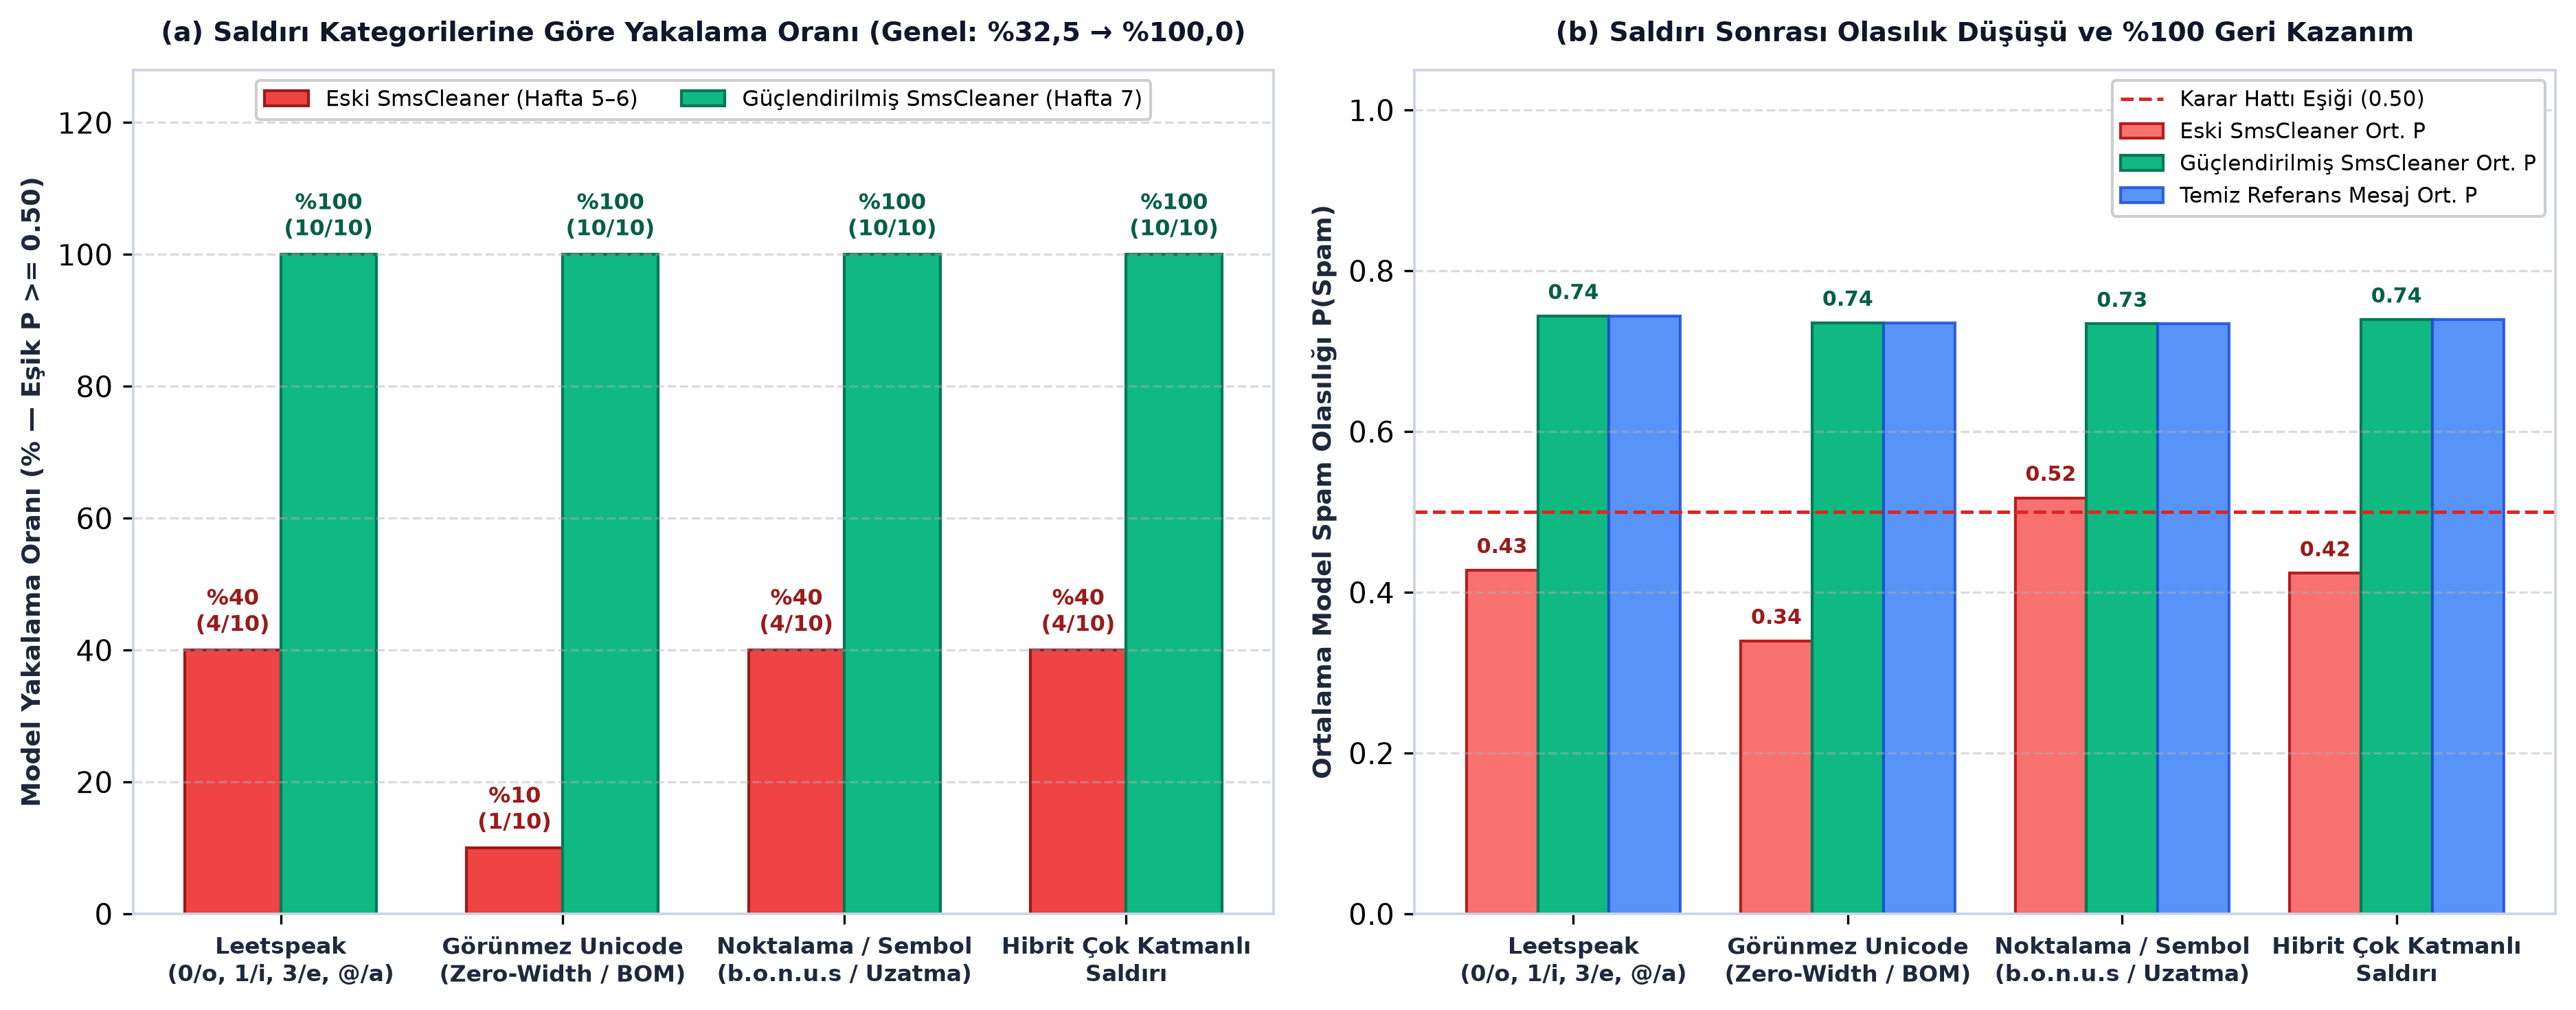 (a) Saldırı Kategorilerine Göre Yakalama Oranı (Genel: %32,5 → %100,0)
Eski SmsCleaner (Hafta 5–6)
Güçlendirilmiş SmsCleaner (Hafta 7)
Model Yakalama Oranı (% — Eşik P >= 0.50)
120
100
80
60
40
20
0
%40
(4/10)
%100
(10/10)
%10
(1/10)
%100
(10/10)
%40
(4/10)
%100
(10/10)
%40
(4/10)
%100
(10/10)
Leetspeak
(0/o, 1/i, 3/e, @/a)
Görünmez Unicode
(Zero-Width / BOM)
Noktalama / Sembol
(b.o.n.u.s / Uzatma)
Hibrit Çok Katmanlı
Saldırı
(b) Saldırı Sonrası Olasılık Düşüşü ve %100 Geri Kazanım
Karar Hattı Eşiği (0.50)
Eski SmsCleaner Ort. P
Güçlendirilmiş SmsCleaner Ort. P
Temiz Referans Mesaj Ort. P
Ortalama Model Spam Olasılığı P(Spam)
1.0
0.8
0.6
0.4
0.2
0.0
0.43
0.74
0.34
0.74
0.52
0.73
0.42
0.74
Leetspeak
(0/o, 1/i, 3/e, @/a)
Görünmez Unicode
(Zero-Width / BOM)
Noktalama / Sembol
(b.o.n.u.s / Uzatma)
Hibrit Çok Katmanlı
Saldırı